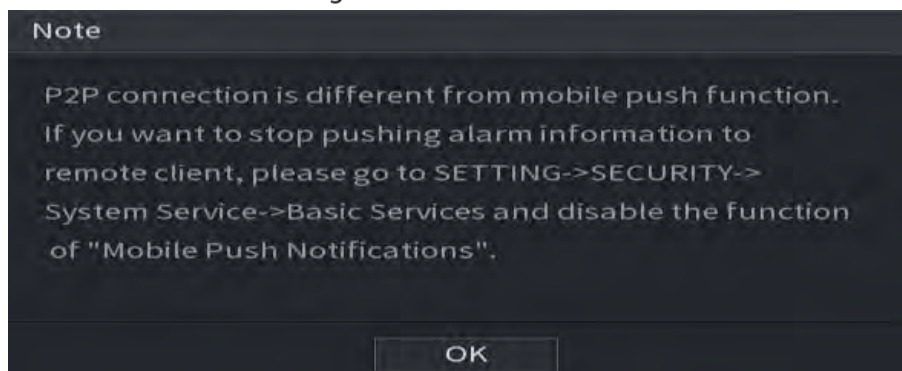 Note
P2P connection is different from mobile push function.
If you want to stop pushing alarm information to
remote client, please go to SETTING->SECURITY->
System Service->Basic Services and disable the function
of "Mobile Push Notifications".
OK